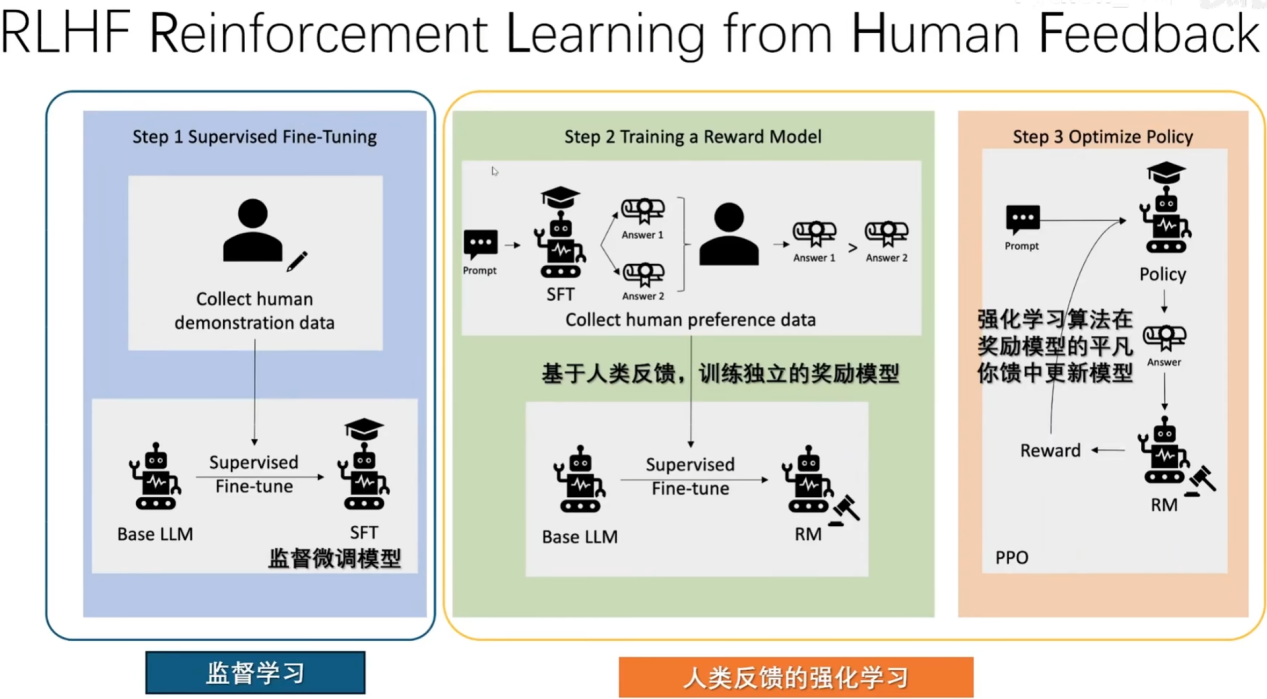 RLHF Reinforcement Learning from Human Feedback
Step 1 Supervised Fine-Tuning
Collect human
demonstration data
Supervised
Fine-tune
Base LLM
SFT
监督微调模型
监督学习
Step 2 Training a Reward Model
Prompt
SFT
Answer 1
Answer 2
Answer 1
>
Answer 2
Collect human preference data
基于人类反馈，训练独立的奖励模型
Supervised
Fine-tune
Base LLM
RM
Step 3 Optimize Policy
Prompt
Policy
强化学习算法在
奖励模型的平凡
你馈中更新模型
Answer
Reward
RM
PPO
人类反馈的强化学习